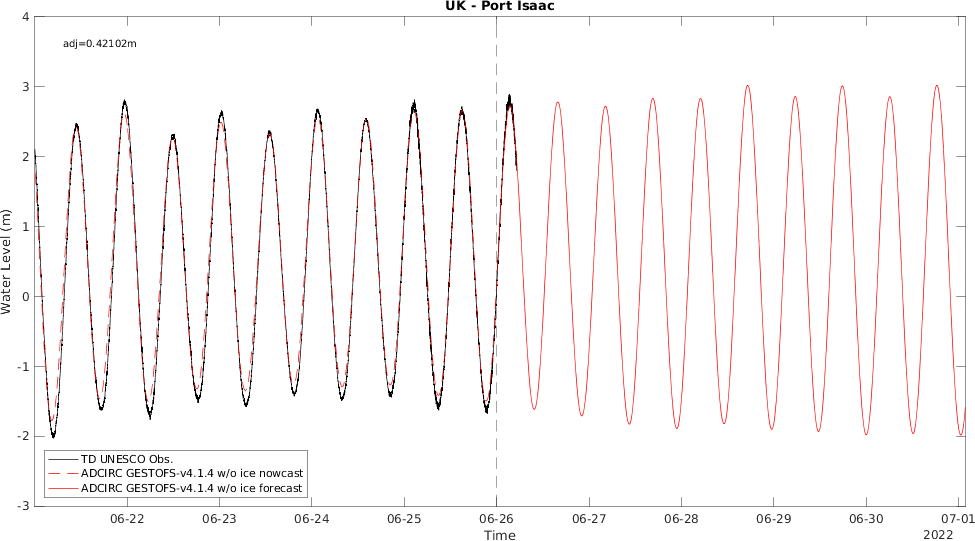 UK - Port Isaac
adj=0.42102m
4
3
2
1
0
-1
-2
-3
Water Level (m)
TD UNESCO Obs.
ADCIRC GESTOFS-v4.1.4 w/o ice nowcast
ADCIRC GESTOFS-v4.1.4 w/o ice forecast
06-22 06-23 06-24 06-25 06-26 06-27 06-28 06-29 06-30 07-01
Time
2022